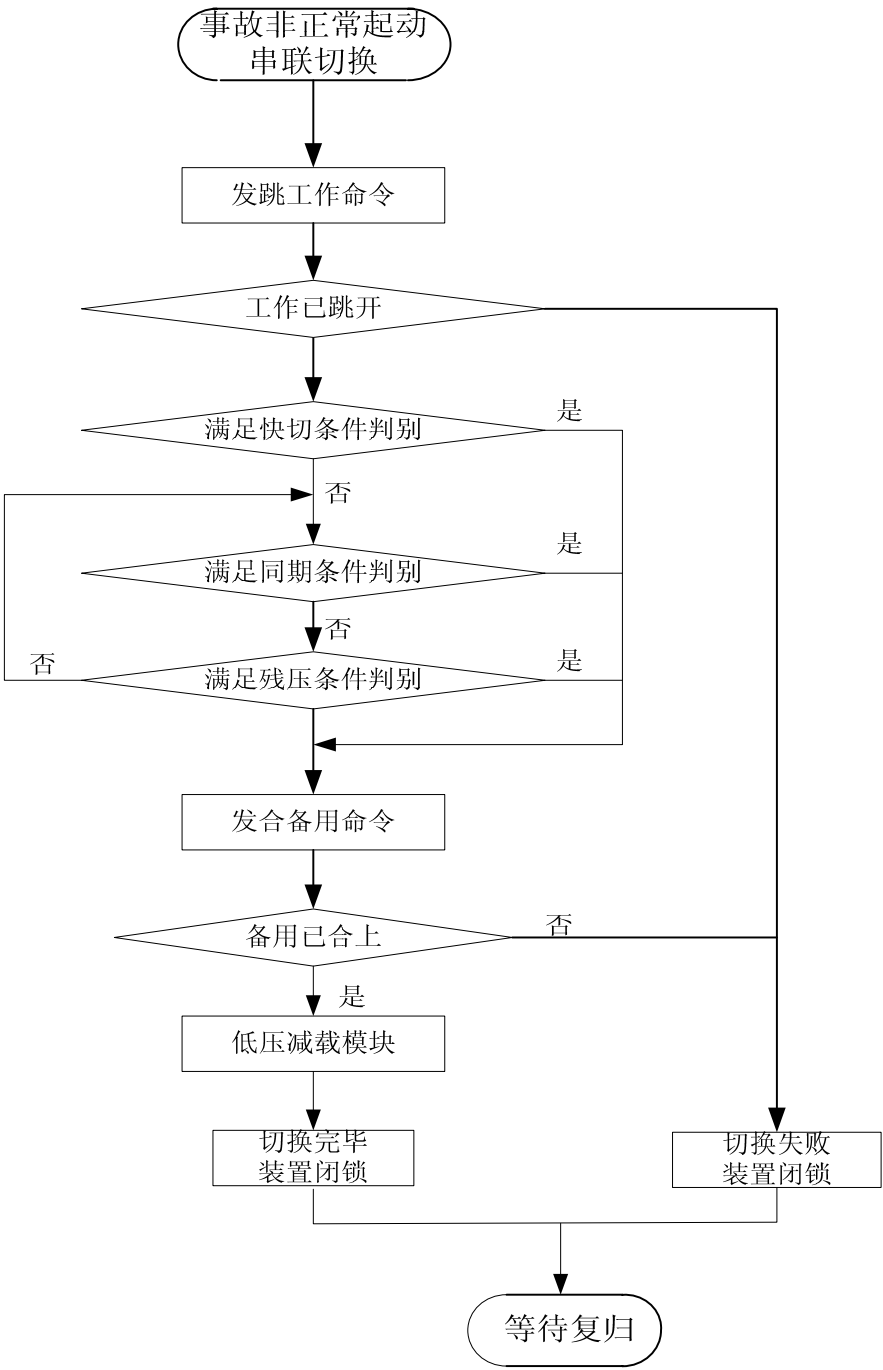 事故非正常起动
串联切换
发跳工作命令
工作已跳开
满足快切条件判别
是
否
满足同期条件判别
是
否
满足残压条件判别
是
否
发合备用命令
备用已合上
否
是
低压减载模块
切换完毕
装置闭锁
切换失败
装置闭锁
等待复归